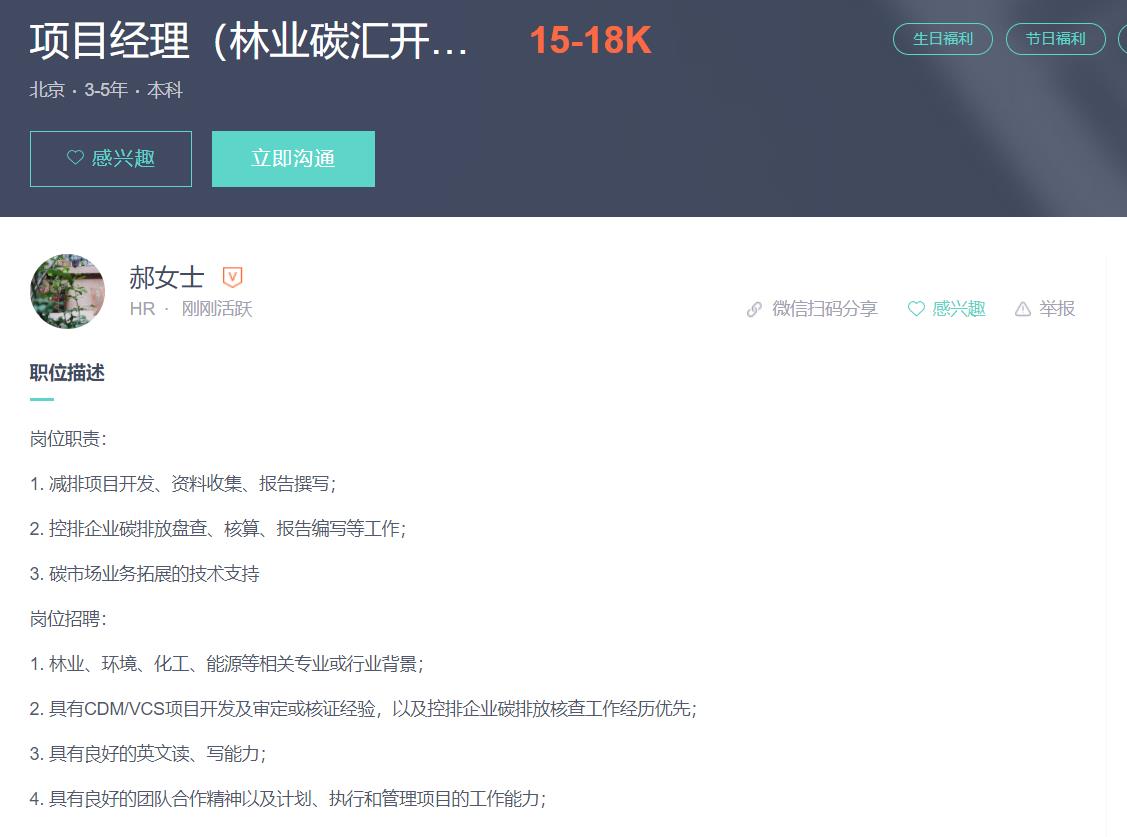 项目经理（林业碳汇开... 15-18K 生日福利 节日福利
北京·3-5年·本科
感兴趣 立即沟通
郝女士
HR · 刚刚活跃 微信扫码分享 感兴趣 举报
职位描述
岗位职责：
1. 减排项目开发、资料收集、报告撰写；
2. 控排企业碳排放盘查、核算、报告编写等工作；
3. 碳市场业务拓展的技术支持
岗位招聘：
1. 林业、环境、化工、能源等相关专业或行业背景；
2. 具有CDM/VCS项目开发及审定或核证经验，以及控排企业碳排放核查工作经历优先；
3. 具有良好的英文读、写能力；
4. 具有良好的团队合作精神以及计划、执行和管理项目的工作能力；